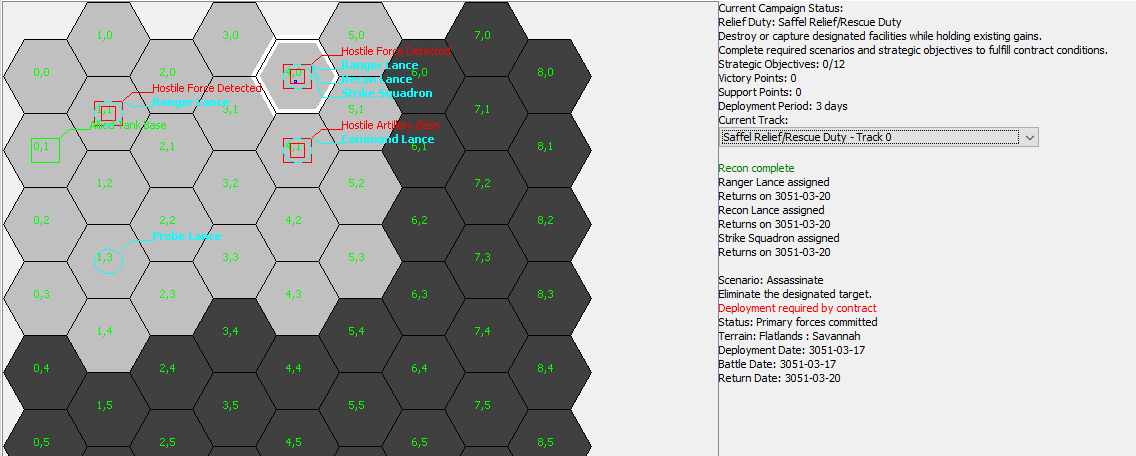 1,0
3,0
5,0
7,0
0,0
2,0
Hostile Force Detected
6,0
8,0
Ranger Lance
Recon Lance
Strike Squadron
Hostile Force Detected
Ranger Lance
1,1
3,1
5,1
7,1
Allied Tank Base
Hostile Artillery Base
Command Lance
0,1
2,1
4,1
6,1
8,1
1,2
3,2
5,2
7,2
0,2
2,2
4,2
6,2
8,2
Probe Lance
1,3
3,3
5,3
7,3
0,3
2,3
4,3
6,3
8,3
1,4
3,4
5,4
7,4
0,4
2,4
4,4
6,4
8,4
1,5
3,5
5,5
7,5
0,5
2,5
4,5
6,5
8,5
Current Campaign Status:
Relief Duty: Saffel Relief/Rescue Duty
Destroy or capture designated facilities while holding existing gains.
Complete required scenarios and strategic objectives to fulfill contract conditions.
Strategic Objectives: 0/12
Victory Points: 0
Support Points: 0
Deployment Period: 3 days
Current Track:
Saffel Relief/Rescue Duty - Track 0
Recon complete
Ranger Lance assigned
Returns on 3051-03-20
Recon Lance assigned
Returns on 3051-03-20
Strike Squadron assigned
Returns on 3051-03-20
Scenario: Assassinate
Eliminate the designated target.
Deployment required by contract
Status: Primary forces committed
Terrain: Flatlands : Savannah
Deployment Date: 3051-03-17
Battle Date: 3051-03-17
Return Date: 3051-03-20